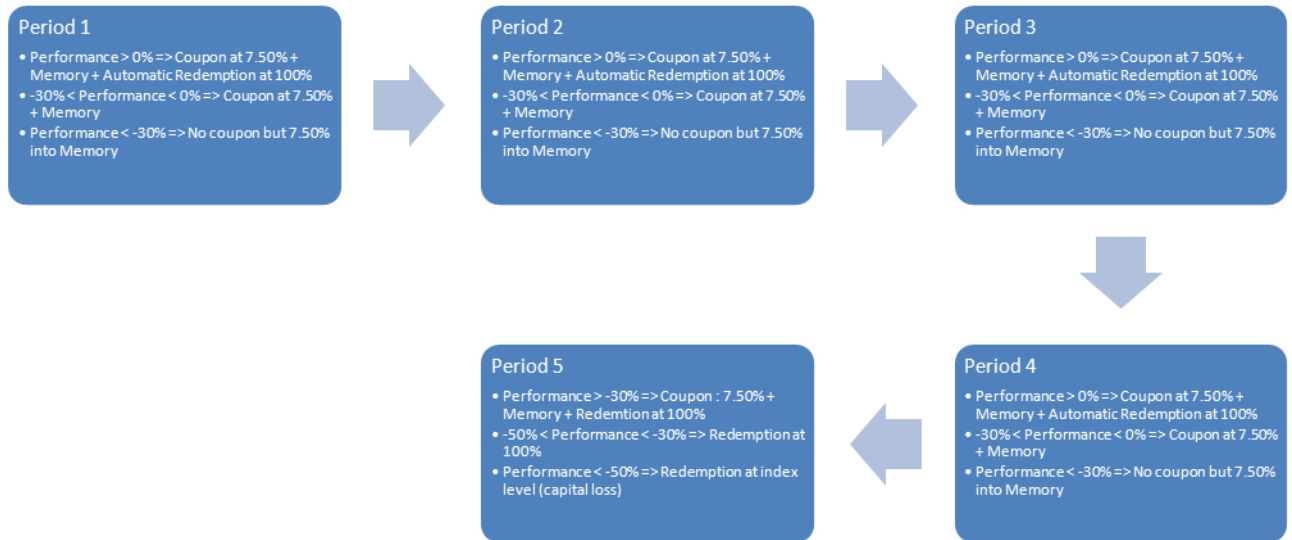 Period 1
• Performance > 0% => Coupon at 7.50% +
Memory + Automatic Redemption at 100%
• -30% < Performance < 0% => Coupon at 7.50%
+ Memory
• Performance < -30% => No coupon but 7.50%
into Memory
Period 2
• Performance > 0% => Coupon at 7.50% +
Memory + Automatic Redemption at 100%
• -30% < Performance < 0% => Coupon at 7.50%
+ Memory
• Performance < -30% => No coupon but 7.50%
into Memory
Period 3
• Performance > 0% => Coupon at 7.50% +
Memory + Automatic Redemption at 100%
• -30% < Performance < 0% => Coupon at 7.50%
+ Memory
• Performance < -30% => No coupon but 7.50%
into Memory
Period 4
• Performance > 0% => Coupon at 7.50% +
Memory + Automatic Redemption at 100%
• -30% < Performance < 0% => Coupon at 7.50%
+ Memory
• Performance < -30% => No coupon but 7.50%
into Memory
Period 5
• Performance > -30% => Coupon : 7.50% +
Memory + Redemtion at 100%
• -50% < Performance < -30% => Redemption at
100%
• Performance < -50% => Redemption at index
level (capital loss)